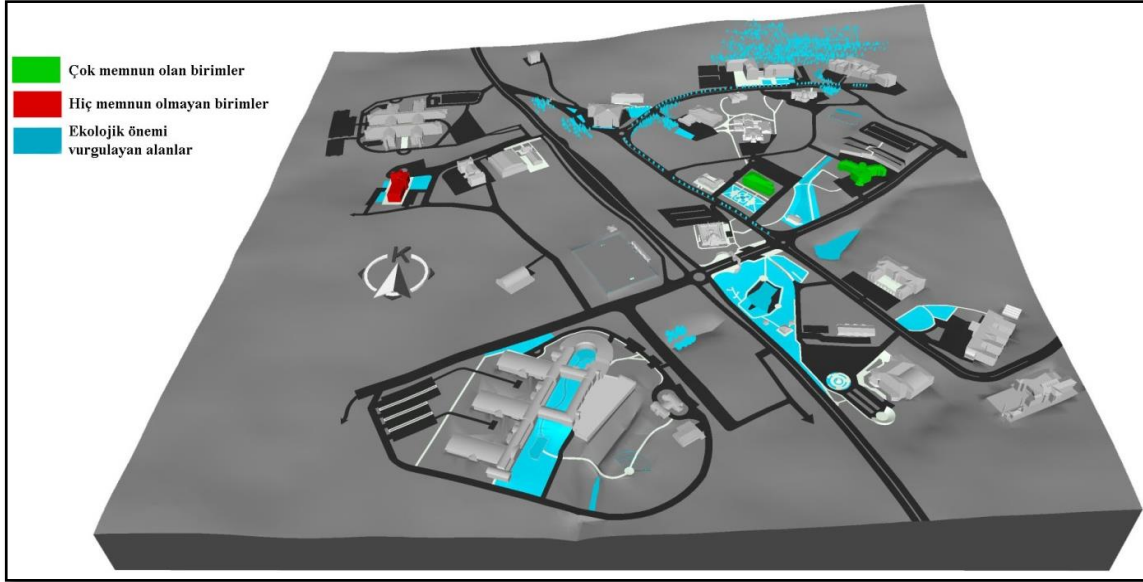 Çok memnun olan birimler
Hiç memnun olmayan birimler
Ekolojik önemi
vurgulayan alanlar
K